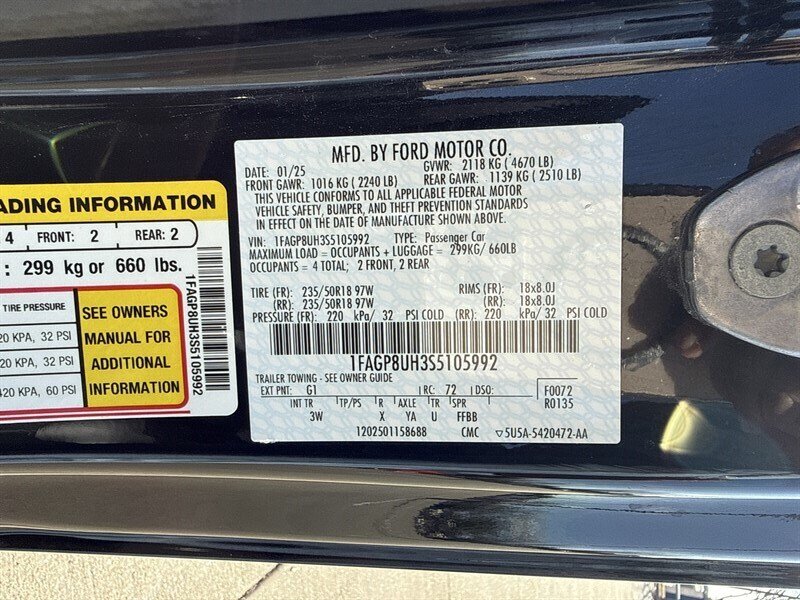 ADING INFORMATION
4 FRONT: 2 REAR: 2
: 299 kg or 660 lbs.
TIRE PRESSURE
20 KPA, 32 PSI
20 KPA, 32 PSI
420 KPA, 60 PSI
SEE OWNERS
MANUAL FOR
ADDITIONAL
INFORMATION
1FAGP8UH3S5105992
MFD. BY FORD MOTOR CO.
DATE: 01/25 GVWR: 2118 KG ( 4670 LB)
FRONT GAWR: 1016 KG ( 2240 LB) REAR GAWR: 1139 KG ( 2510 LB)
THIS VEHICLE CONFORMS TO ALL APPLICABLE FEDERAL MOTOR
VEHICLE SAFETY, BUMPER, AND THEFT PREVENTION STANDARDS
IN EFFECT ON THE DATE OF MANUFACTURE SHOWN ABOVE.
VIN: 1FAGP8UH3S5105992 TYPE: Passenger Car
MAXIMUM LOAD = OCCUPANTS + LUGGAGE = 299KG/ 660LB
OCCUPANTS = 4 TOTAL; 2 FRONT, 2 REAR
TIRE (FR): 235/50R18 97W RIMS (FR): 18x8.0J
(RR): 235/50R18 97W (RR): 18x8.0J
PRESSURE (FR): 220 kPa/ 32 PSI COLD (RR): 220 kPa/ 32 PSI COLD
1FAGP8UH3S5105992
TRAILER TOWING - SEE OWNER GUIDE
EXT PNT: G1 RC: 72 DSO: F0072
INT TR TP/PS R AXLE TR SPR R0135
3W X YA U FFBB
1202501158688 CMC ▽5U5A-5420472-AA